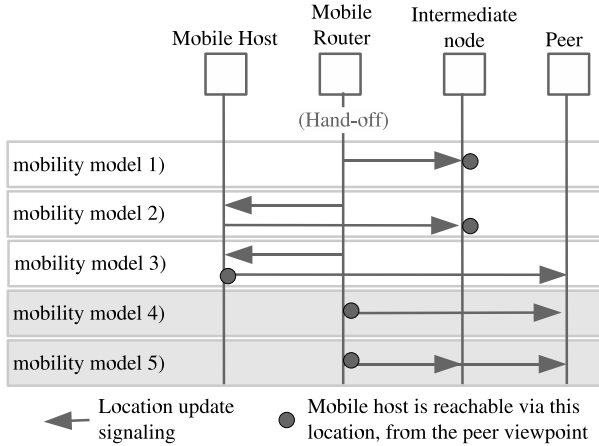 Mobile Host
Mobile
Router
Intermediate
node
Peer
(Hand-off)
mobility model 1)
mobility model 2)
mobility model 3)
mobility model 4)
mobility model 5)
Location update
signaling
Mobile host is reachable via this
location, from the peer viewpoint